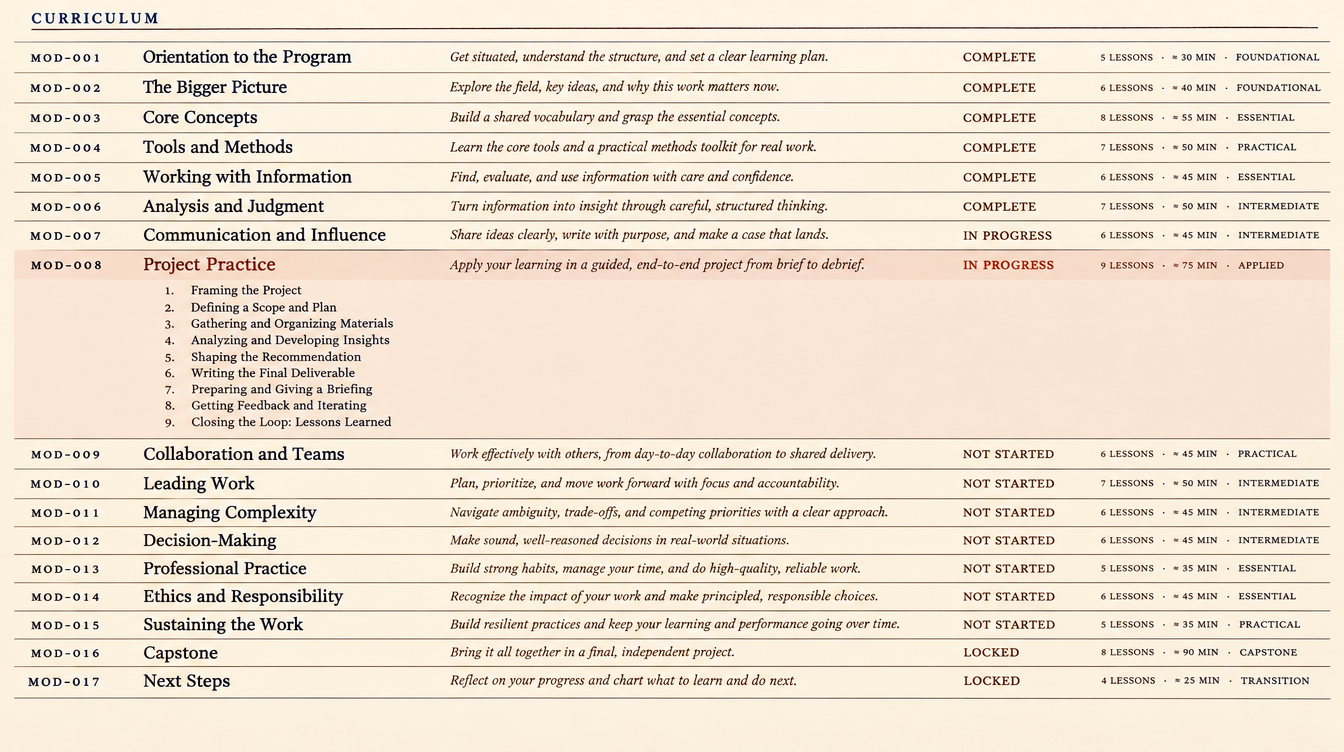 CURRICULUM
MOD-001 Orientation to the Program Get situated, understand the structure, and set a clear learning plan. COMPLETE 5 LESSONS · ≈ 30 MIN · FOUNDATIONAL
MOD-002 The Bigger Picture Explore the field, key ideas, and why this work matters now. COMPLETE 6 LESSONS · ≈ 40 MIN · FOUNDATIONAL
MOD-003 Core Concepts Build a shared vocabulary and grasp the essential concepts. COMPLETE 8 LESSONS · ≈ 55 MIN · ESSENTIAL
MOD-004 Tools and Methods Learn the core tools and a practical methods toolkit for real work. COMPLETE 7 LESSONS · ≈ 50 MIN · PRACTICAL
MOD-005 Working with Information Find, evaluate, and use information with care and confidence. COMPLETE 6 LESSONS · ≈ 45 MIN · ESSENTIAL
MOD-006 Analysis and Judgment Turn information into insight through careful, structured thinking. COMPLETE 7 LESSONS · ≈ 50 MIN · INTERMEDIATE
MOD-007 Communication and Influence Share ideas clearly, write with purpose, and make a case that lands. IN PROGRESS 6 LESSONS · ≈ 45 MIN · INTERMEDIATE
MOD-008 Project Practice Apply your learning in a guided, end-to-end project from brief to debrief. IN PROGRESS 9 LESSONS · ≈ 75 MIN · APPLIED
1. Framing the Project
2. Defining a Scope and Plan
3. Gathering and Organizing Materials
4. Analyzing and Developing Insights
5. Shaping the Recommendation
6. Writing the Final Deliverable
7. Preparing and Giving a Briefing
8. Getting Feedback and Iterating
9. Closing the Loop: Lessons Learned
MOD-009 Collaboration and Teams Work effectively with others, from day-to-day collaboration to shared delivery. NOT STARTED 6 LESSONS · ≈ 45 MIN · PRACTICAL
MOD-010 Leading Work Plan, prioritize, and move work forward with focus and accountability. NOT STARTED 7 LESSONS · ≈ 50 MIN · INTERMEDIATE
MOD-011 Managing Complexity Navigate ambiguity, trade-offs, and competing priorities with a clear approach. NOT STARTED 6 LESSONS · ≈ 45 MIN · INTERMEDIATE
MOD-012 Decision-Making Make sound, well-reasoned decisions in real-world situations. NOT STARTED 6 LESSONS · ≈ 45 MIN · INTERMEDIATE
MOD-013 Professional Practice Build strong habits, manage your time, and do high-quality, reliable work. NOT STARTED 5 LESSONS · ≈ 35 MIN · ESSENTIAL
MOD-014 Ethics and Responsibility Recognize the impact of your work and make principled, responsible choices. NOT STARTED 6 LESSONS · ≈ 45 MIN · ESSENTIAL
MOD-015 Sustaining the Work Build resilient practices and keep your learning and performance going over time. NOT STARTED 5 LESSONS · ≈ 35 MIN · PRACTICAL
MOD-016 Capstone Bring it all together in a final, independent project. LOCKED 8 LESSONS · ≈ 90 MIN · CAPSTONE
MOD-017 Next Steps Reflect on your progress and chart what to learn and do next. LOCKED 4 LESSONS · ≈ 25 MIN · TRANSITION